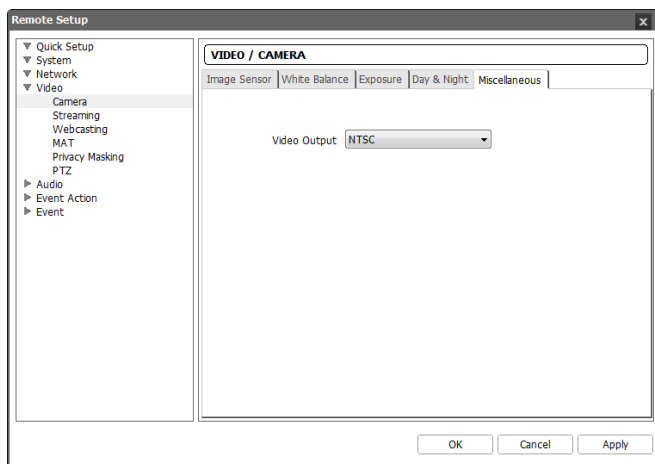 Remote Setup
Quick Setup
System
Network
Video
Camera
Streaming
Webcasting
MAT
Privacy Masking
PTZ
Audio
Event Action
Event
VIDEO / CAMERA
Image Sensor White Balance Exposure Day & Night Miscellaneous
Video Output NTSC
OK Cancel Apply